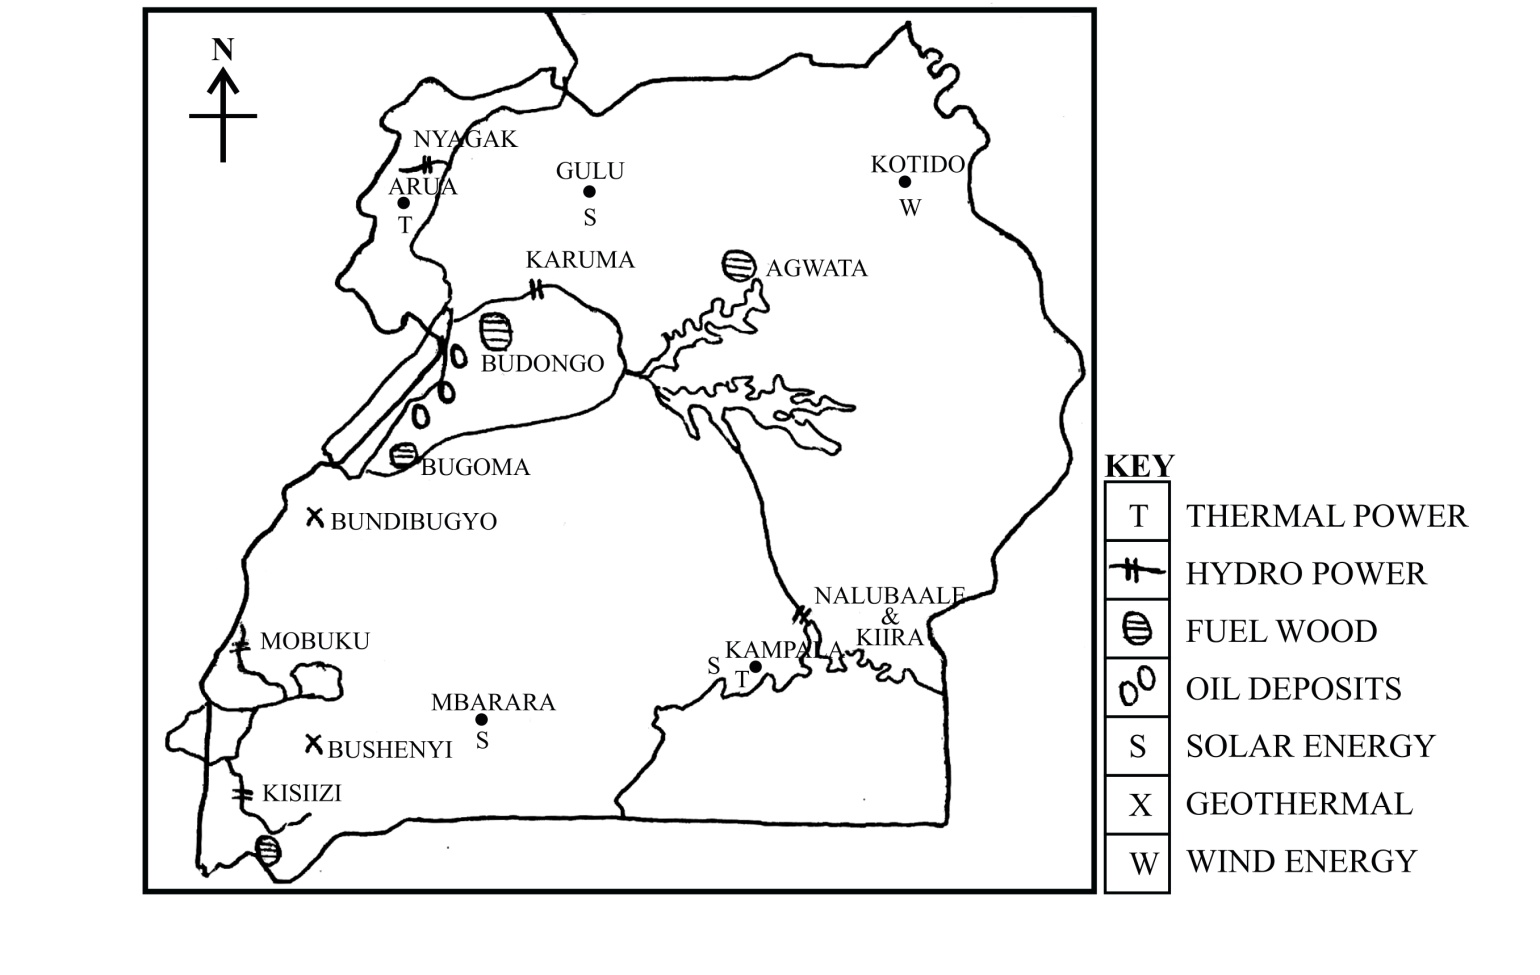 N
NYAGAK
GULU
KOTIDO
ARUA
T
S
W
KARUMA
AGWATA
BUDONGO
BUGOMA
BUNDIBUGYO
NALUBAALE
&
KIIRA
MOBUKU
KAMPALA
S
T
MBARARA
S
BUSHENYI
KISIIZI
KEY
T THERMAL POWER
HYDRO POWER
FUEL WOOD
OIL DEPOSITS
S SOLAR ENERGY
X GEOTHERMAL
W WIND ENERGY